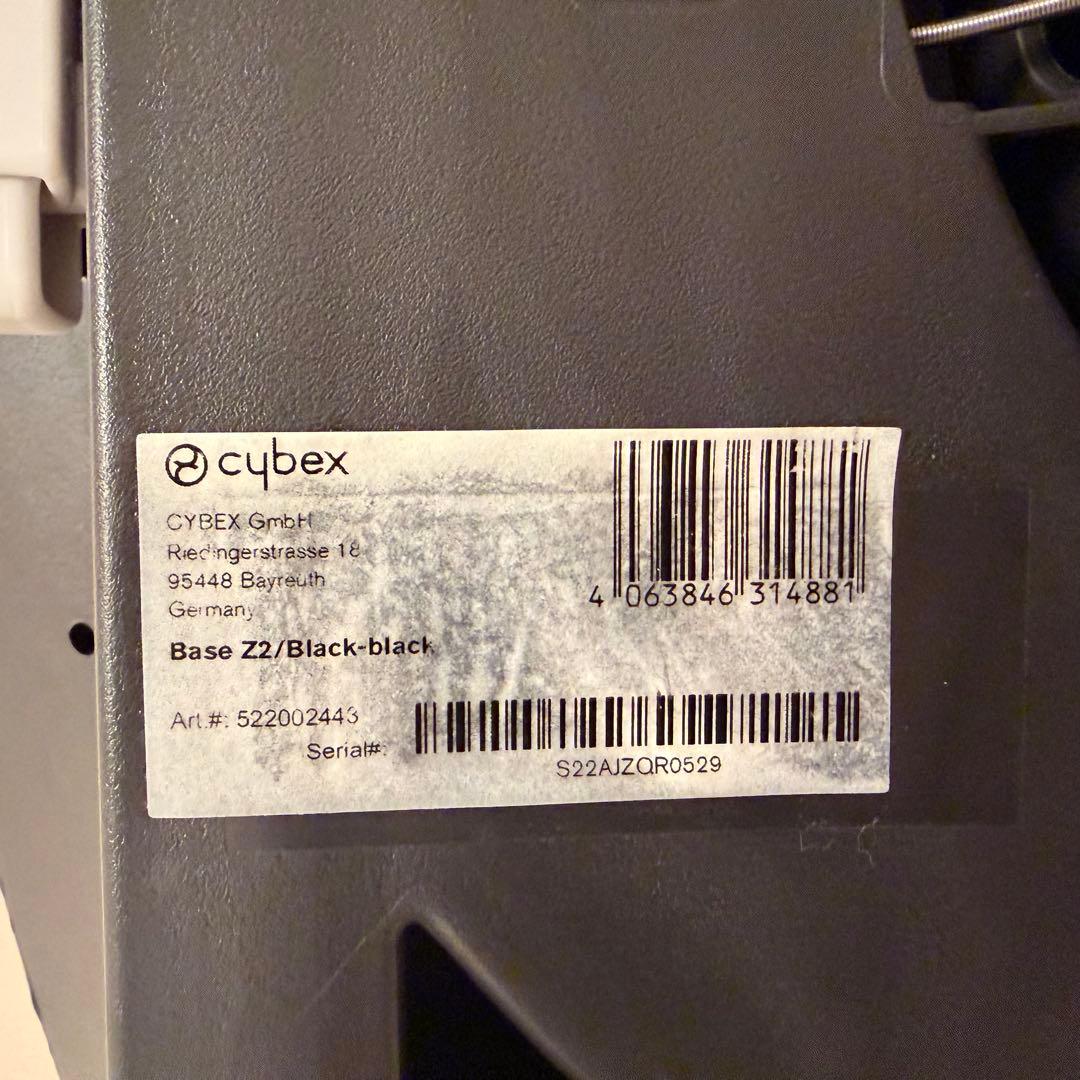 cybex
CYBEX GmbH
Riedingerstrasse 18
95448 Bayreuth
Germany
Base Z2/Black-black
4 063846 314881
Art.#: 522002443
Serial#:
S22AJZQR0529